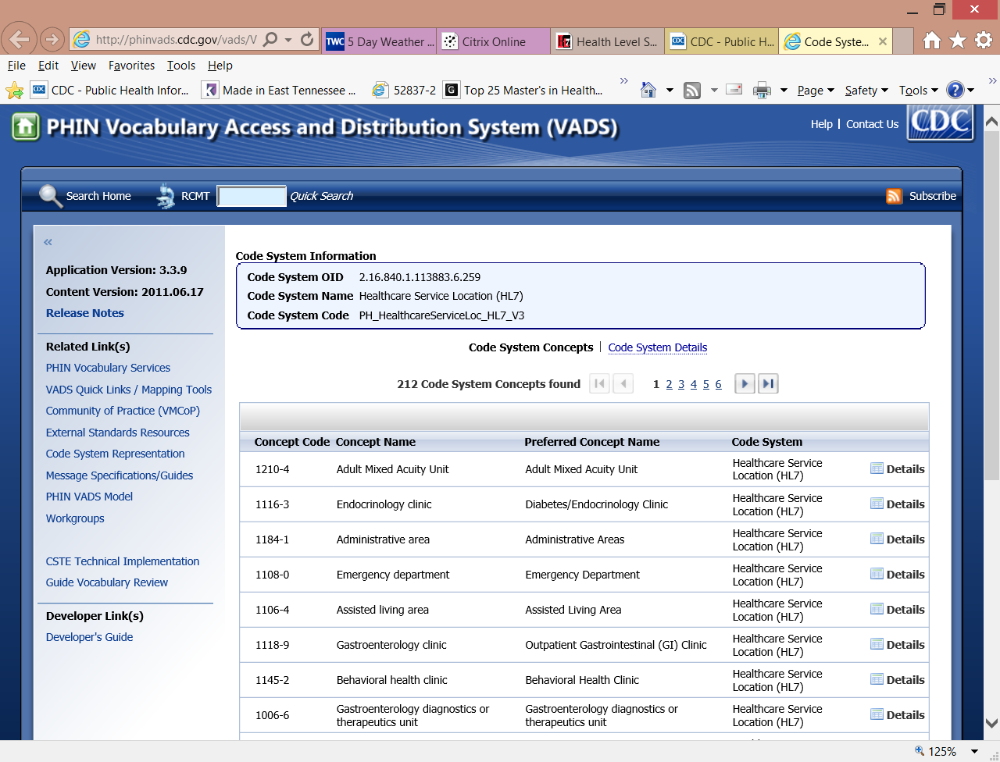 http://phinvads.cdc.gov/vads/V
TWC 5 Day Weather ...
Citrix Online
Health Level S...
CDC CDC - Public H...
Code Syste...
File Edit View Favorites Tools Help
CDC CDC - Public Health Infor...
Made in East Tennessee ...
52837-2
G Top 25 Master's in Health...
Page Safety Tools
PHIN Vocabulary Access and Distribution System (VADS)
Help | Contact Us
CDC
Search Home
RCMT
Quick Search
Subscribe
«
Application Version: 3.3.9
Content Version: 2011.06.17
Release Notes
Related Link(s)
PHIN Vocabulary Services
VADS Quick Links / Mapping Tools
Community of Practice (VMCoP)
External Standards Resources
Code System Representation
Message Specifications/Guides
PHIN VADS Model
Workgroups
CSTE Technical Implementation
Guide Vocabulary Review
Developer Link(s)
Developer's Guide
Code System Information
Code System OID 2.16.840.1.113883.6.259
Code System Name Healthcare Service Location (HL7)
Code System Code PH_HealthcareServiceLoc_HL7_V3
Code System Concepts | Code System Details
212 Code System Concepts found 1 2 3 4 5 6
Concept Code Concept Name Preferred Concept Name Code System
1210-4 Adult Mixed Acuity Unit Adult Mixed Acuity Unit Healthcare Service
Location (HL7) Details
1116-3 Endocrinology clinic Diabetes/Endocrinology Clinic Healthcare Service
Location (HL7) Details
1184-1 Administrative area Administrative Areas Healthcare Service
Location (HL7) Details
1108-0 Emergency department Emergency Department Healthcare Service
Location (HL7) Details
1106-4 Assisted living area Assisted Living Area Healthcare Service
Location (HL7) Details
1118-9 Gastroenterology clinic Outpatient Gastrointestinal (GI) Clinic Healthcare Service
Location (HL7) Details
1145-2 Behavioral health clinic Behavioral Health Clinic Healthcare Service
Location (HL7) Details
1006-6 Gastroenterology diagnostics or Gastroenterology diagnostics or Healthcare Service
therapeutics unit therapeutics unit Location (HL7) Details
125%